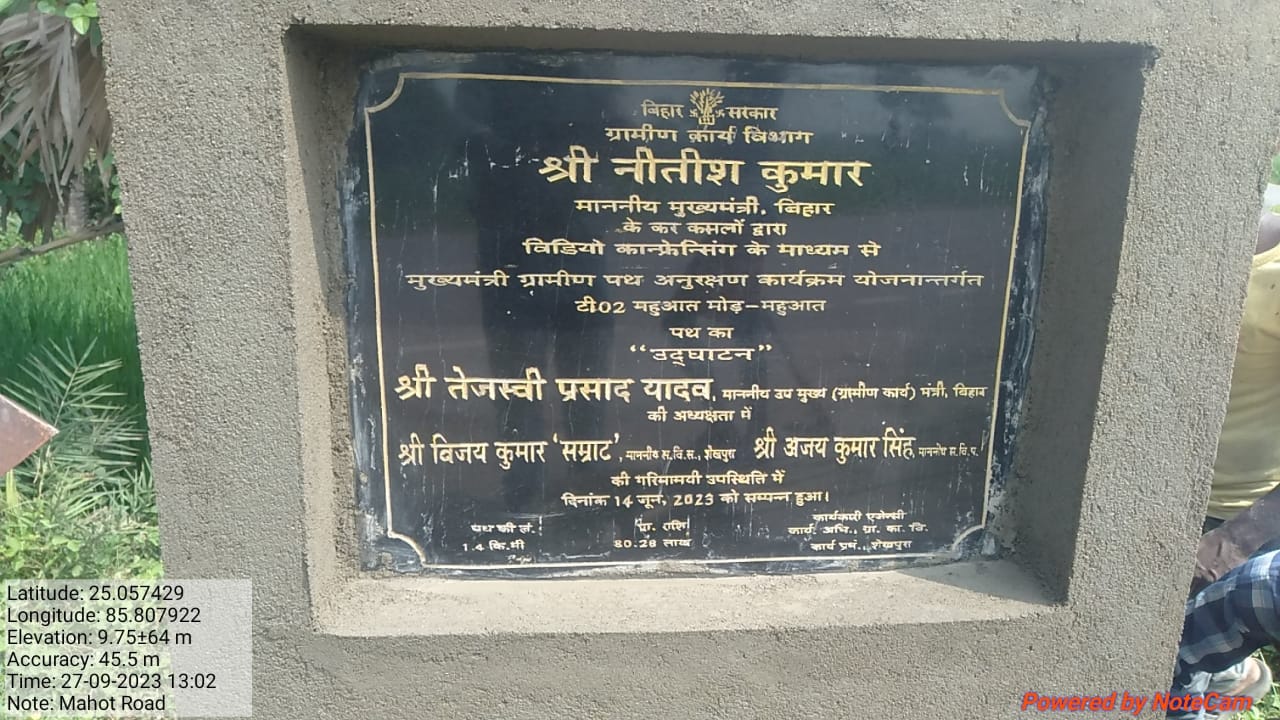 बिहार सरकार
ग्रामीण कार्य विभाग
श्री नीतीश कुमार
माननीय मुख्यमंत्री, बिहार
के कर कमलों द्वारा
विडियो कान्फ्रेन्सिंग के माध्यम से
मुख्यमंत्री ग्रामीण पथ अनुरक्षण कार्यक्रम योजनान्तर्गत
टी02 महुआत मोड़–महुआत
पथ का
“उद्घाटन”
श्री तेजस्वी प्रसाद यादव, माननीय उप मुख्य (ग्रामीण कार्य) मंत्री, बिहार
की अध्यक्षता में
श्री विजय कुमार ‘सम्राट’, माननीय स.वि.स., शेखपुरा श्री अजय कुमार सिंह, माननीय स.वि.प.
की गरिमामयी उपस्थिति में
दिनांक 14 जून, 2023 को सम्पन्न हुआ।
पथ की लं. प्रा. राशि कार्यकारी एजेन्सी
1.4 कि.मी 80.28 लाख कार्य. अभि., ग्रा. का. वि.
कार्य प्रमं., शेखपुरा
Latitude: 25.057429
Longitude: 85.807922
Elevation: 9.75±64 m
Accuracy: 45.5 m
Time: 27-09-2023 13:02
Note: Mahot Road
Powered by NoteCam